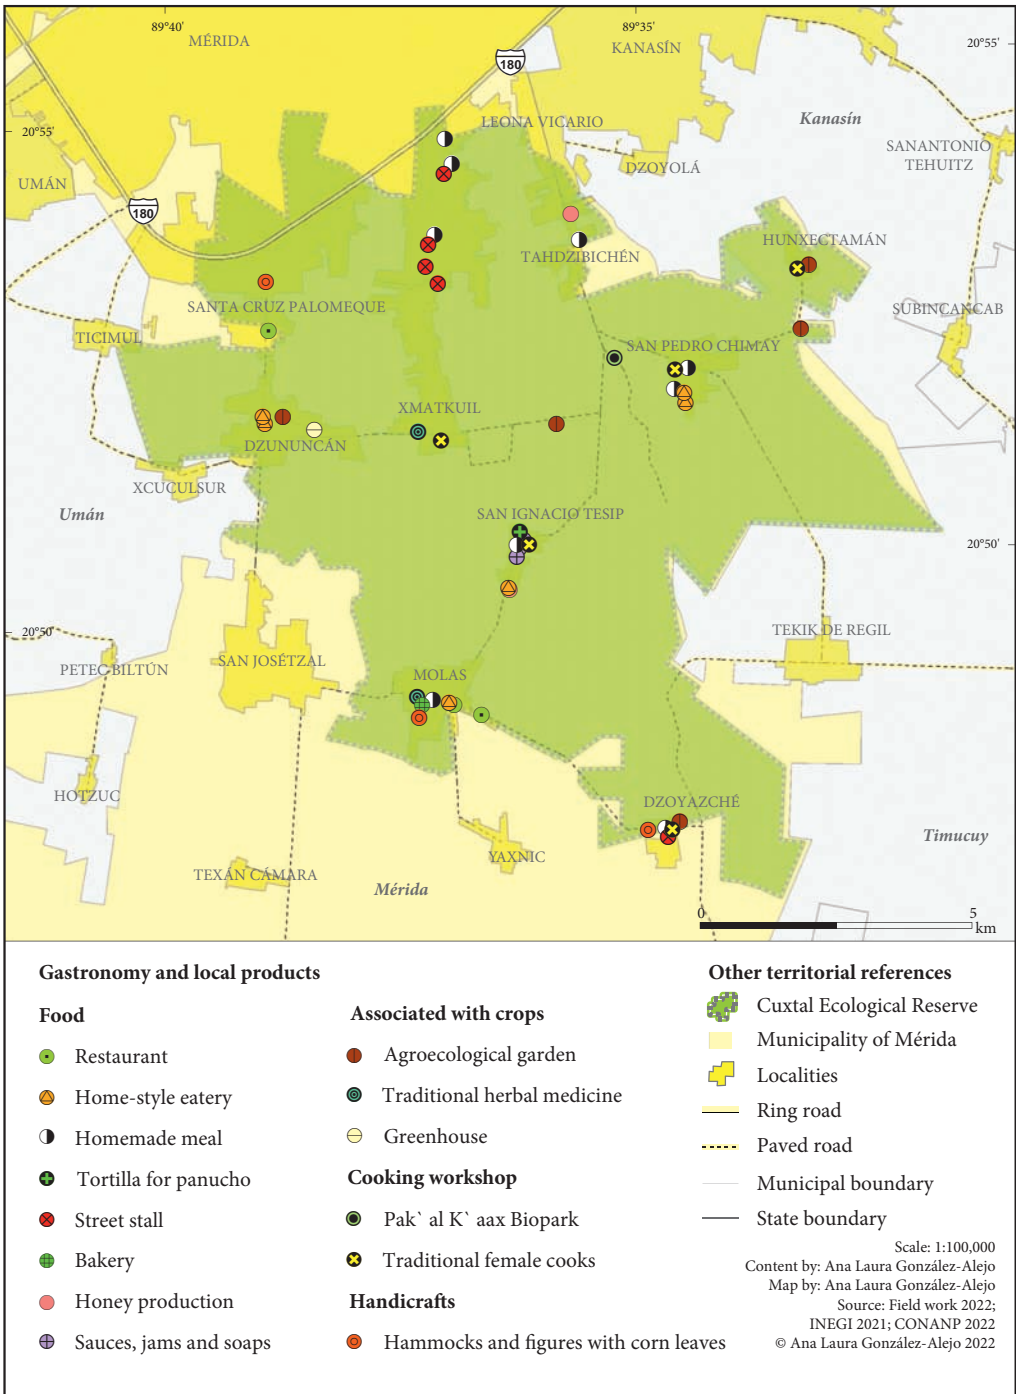 89°40'
89°35'
MÉRIDA
KANASÍN
20°55'
180
LEONA VICARIO
Kanasín
20°55'
SANANTONIO
TEHUITZ
DZOYOLÁ
UMÁN
180
HUNXECTAMÁN
TAHDZIBICHÉN
SANTA CRUZ PALOMEQUE
SUBINCANCAB
TICIMUL
SAN PEDRO CHIMAY
XMATKUIL
DZUNUNCÁN
XCUCULSUR
Umán
SAN IGNACIO TESIP
20°50'
20°50'
TEKIK DE REGIL
PETEC BILTÚN
SAN JOSÉTZAL
MOLAS
HOTZUC
DZOYAZCHÉ
Timucuy
YAXNIC
TEXÁN CÁMARA
Mérida
0 5
km
Gastronomy and local products
Food
Restaurant
Home-style eatery
Homemade meal
Tortilla for panucho
Street stall
Bakery
Honey production
Sauces, jams and soaps
Associated with crops
Agroecological garden
Traditional herbal medicine
Greenhouse
Cooking workshop
Pak` al K` aax Biopark
Traditional female cooks
Handicrafts
Hammocks and figures with corn leaves
Other territorial references
Cuxtal Ecological Reserve
Municipality of Mérida
Localities
Ring road
Paved road
Municipal boundary
State boundary
Scale: 1:100,000
Content by: Ana Laura González-Alejo
Map by: Ana Laura González-Alejo
Source: Field work 2022;
INEGI 2021; CONANP 2022
© Ana Laura González-Alejo 2022